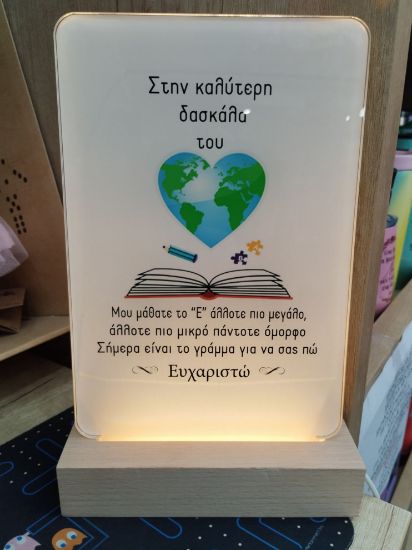 Στην καλύτερη
δασκάλα
του
Μου μάθατε το “Ε” άλλοτε πιο μεγάλο,
άλλοτε πιο μικρό πάντοτε όμορφο
Σήμερα είναι το γράμμα για να σας πώ
Ευχαριστώ